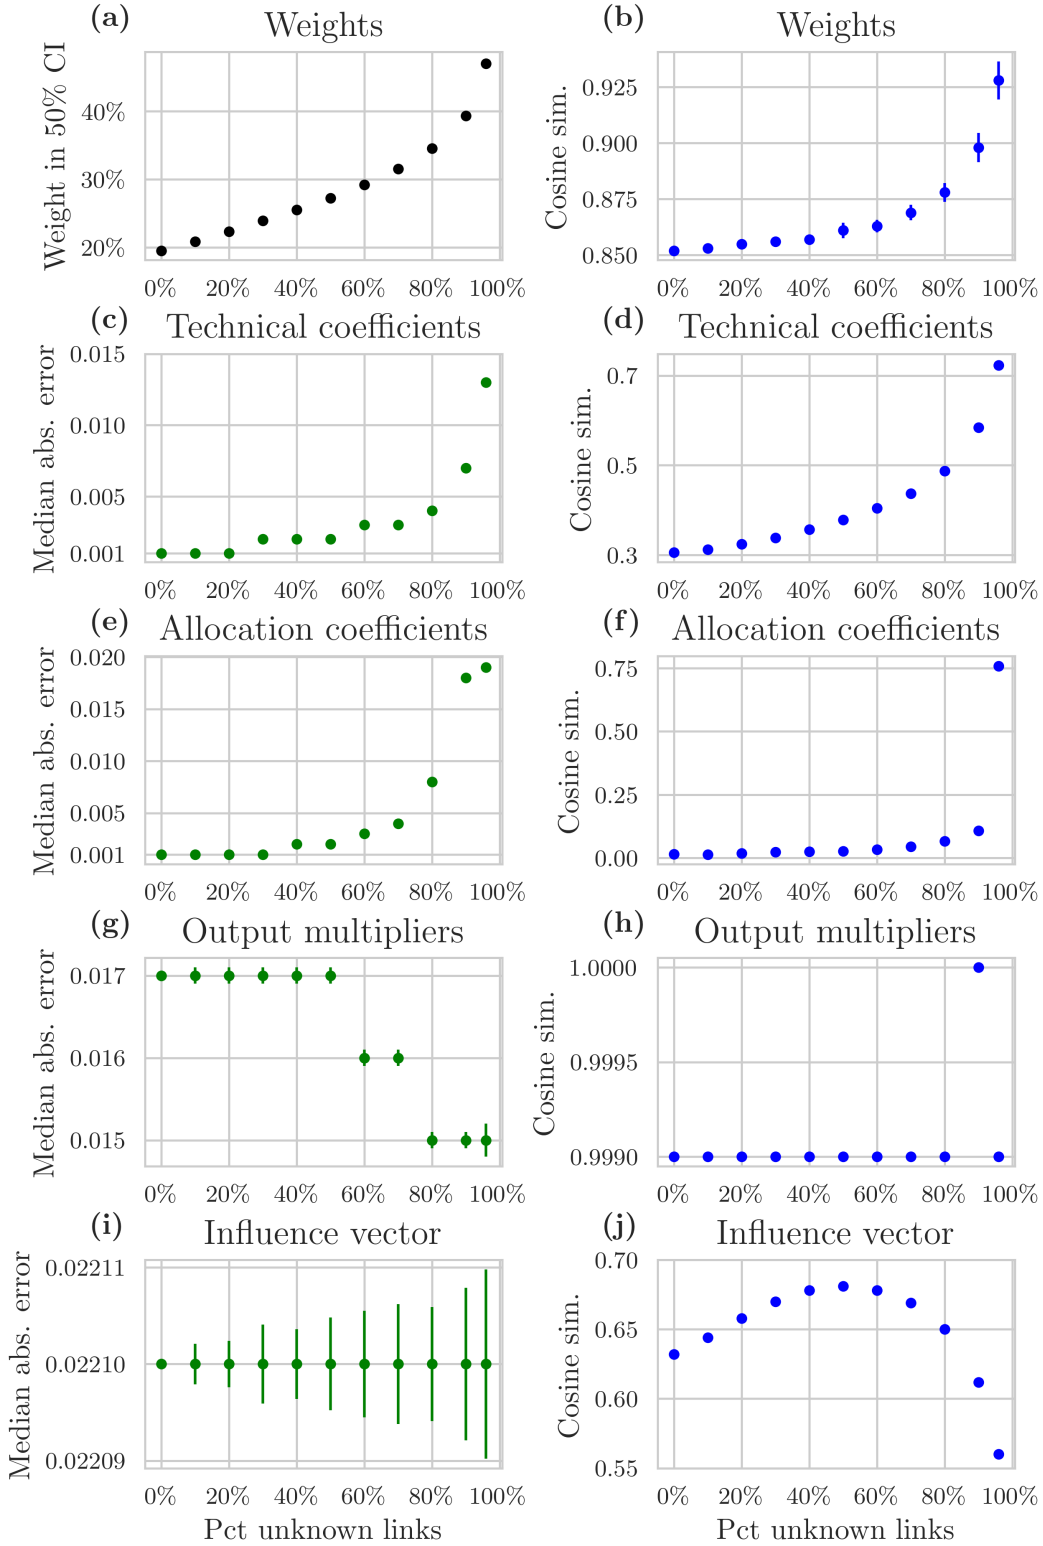 (a) Weights
Weight in 50% CI
40%
30%
20%
0% 20% 40% 60% 80% 100%
(b) Weights
Cosine sim.
0.925
0.900
0.875
0.850
0% 20% 40% 60% 80% 100%
(c) Technical coefficients
Median abs. error
0.015
0.010
0.005
0.001
0% 20% 40% 60% 80% 100%
(d) Technical coefficients
Cosine sim.
0.7
0.5
0.3
0% 20% 40% 60% 80% 100%
(e) Allocation coefficients
Median abs. error
0.020
0.015
0.010
0.005
0.001
0% 20% 40% 60% 80% 100%
(f) Allocation coefficients
Cosine sim.
0.75
0.50
0.25
0.00
0% 20% 40% 60% 80% 100%
(g) Output multipliers
Median abs. error
0.017
0.016
0.015
0% 20% 40% 60% 80% 100%
(h) Output multipliers
Cosine sim.
1.0000
0.9995
0.9990
0% 20% 40% 60% 80% 100%
(i) Influence vector
Median abs. error
0.02211
0.02210
0.02209
0% 20% 40% 60% 80% 100%
Pct unknown links
(j) Influence vector
Cosine sim.
0.70
0.65
0.60
0.55
0% 20% 40% 60% 80% 100%
Pct unknown links